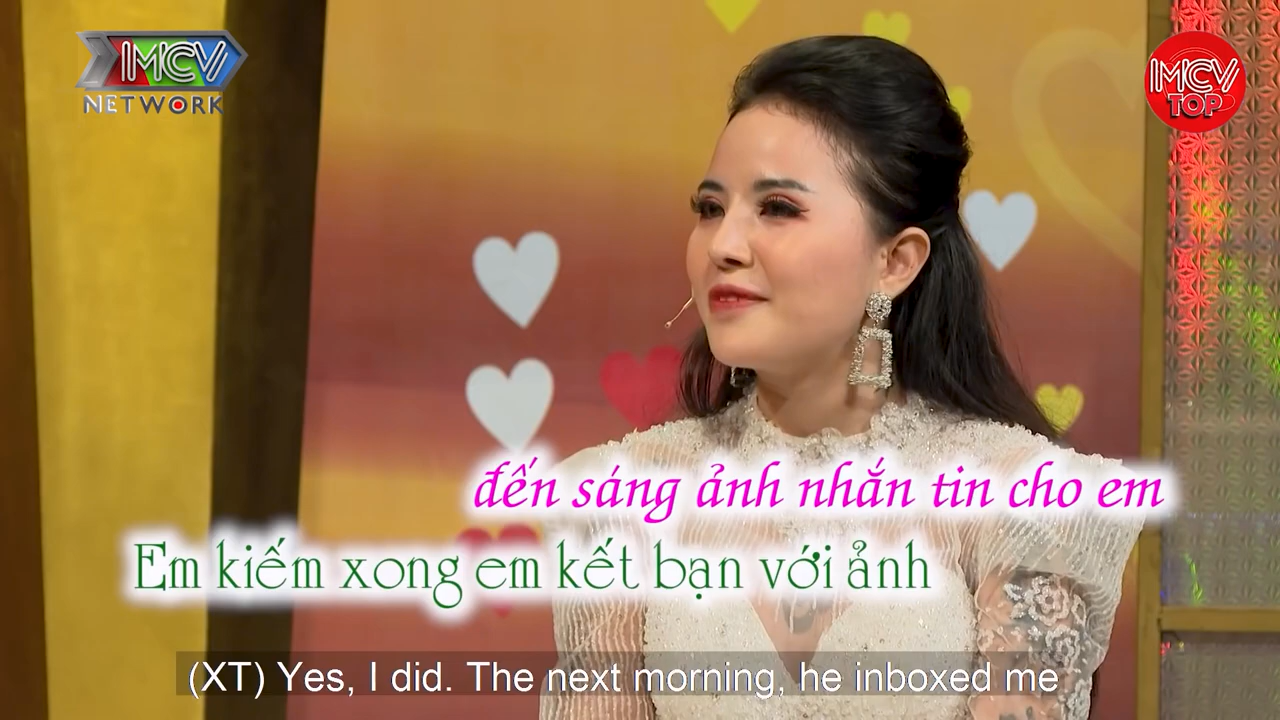 MCV
NETWORK
MCV
TOP
đến sáng ảnh nhắn tin cho em
Em kiếm xong em kết bạn với ảnh
(XT) Yes, I did. The next morning, he inboxed me